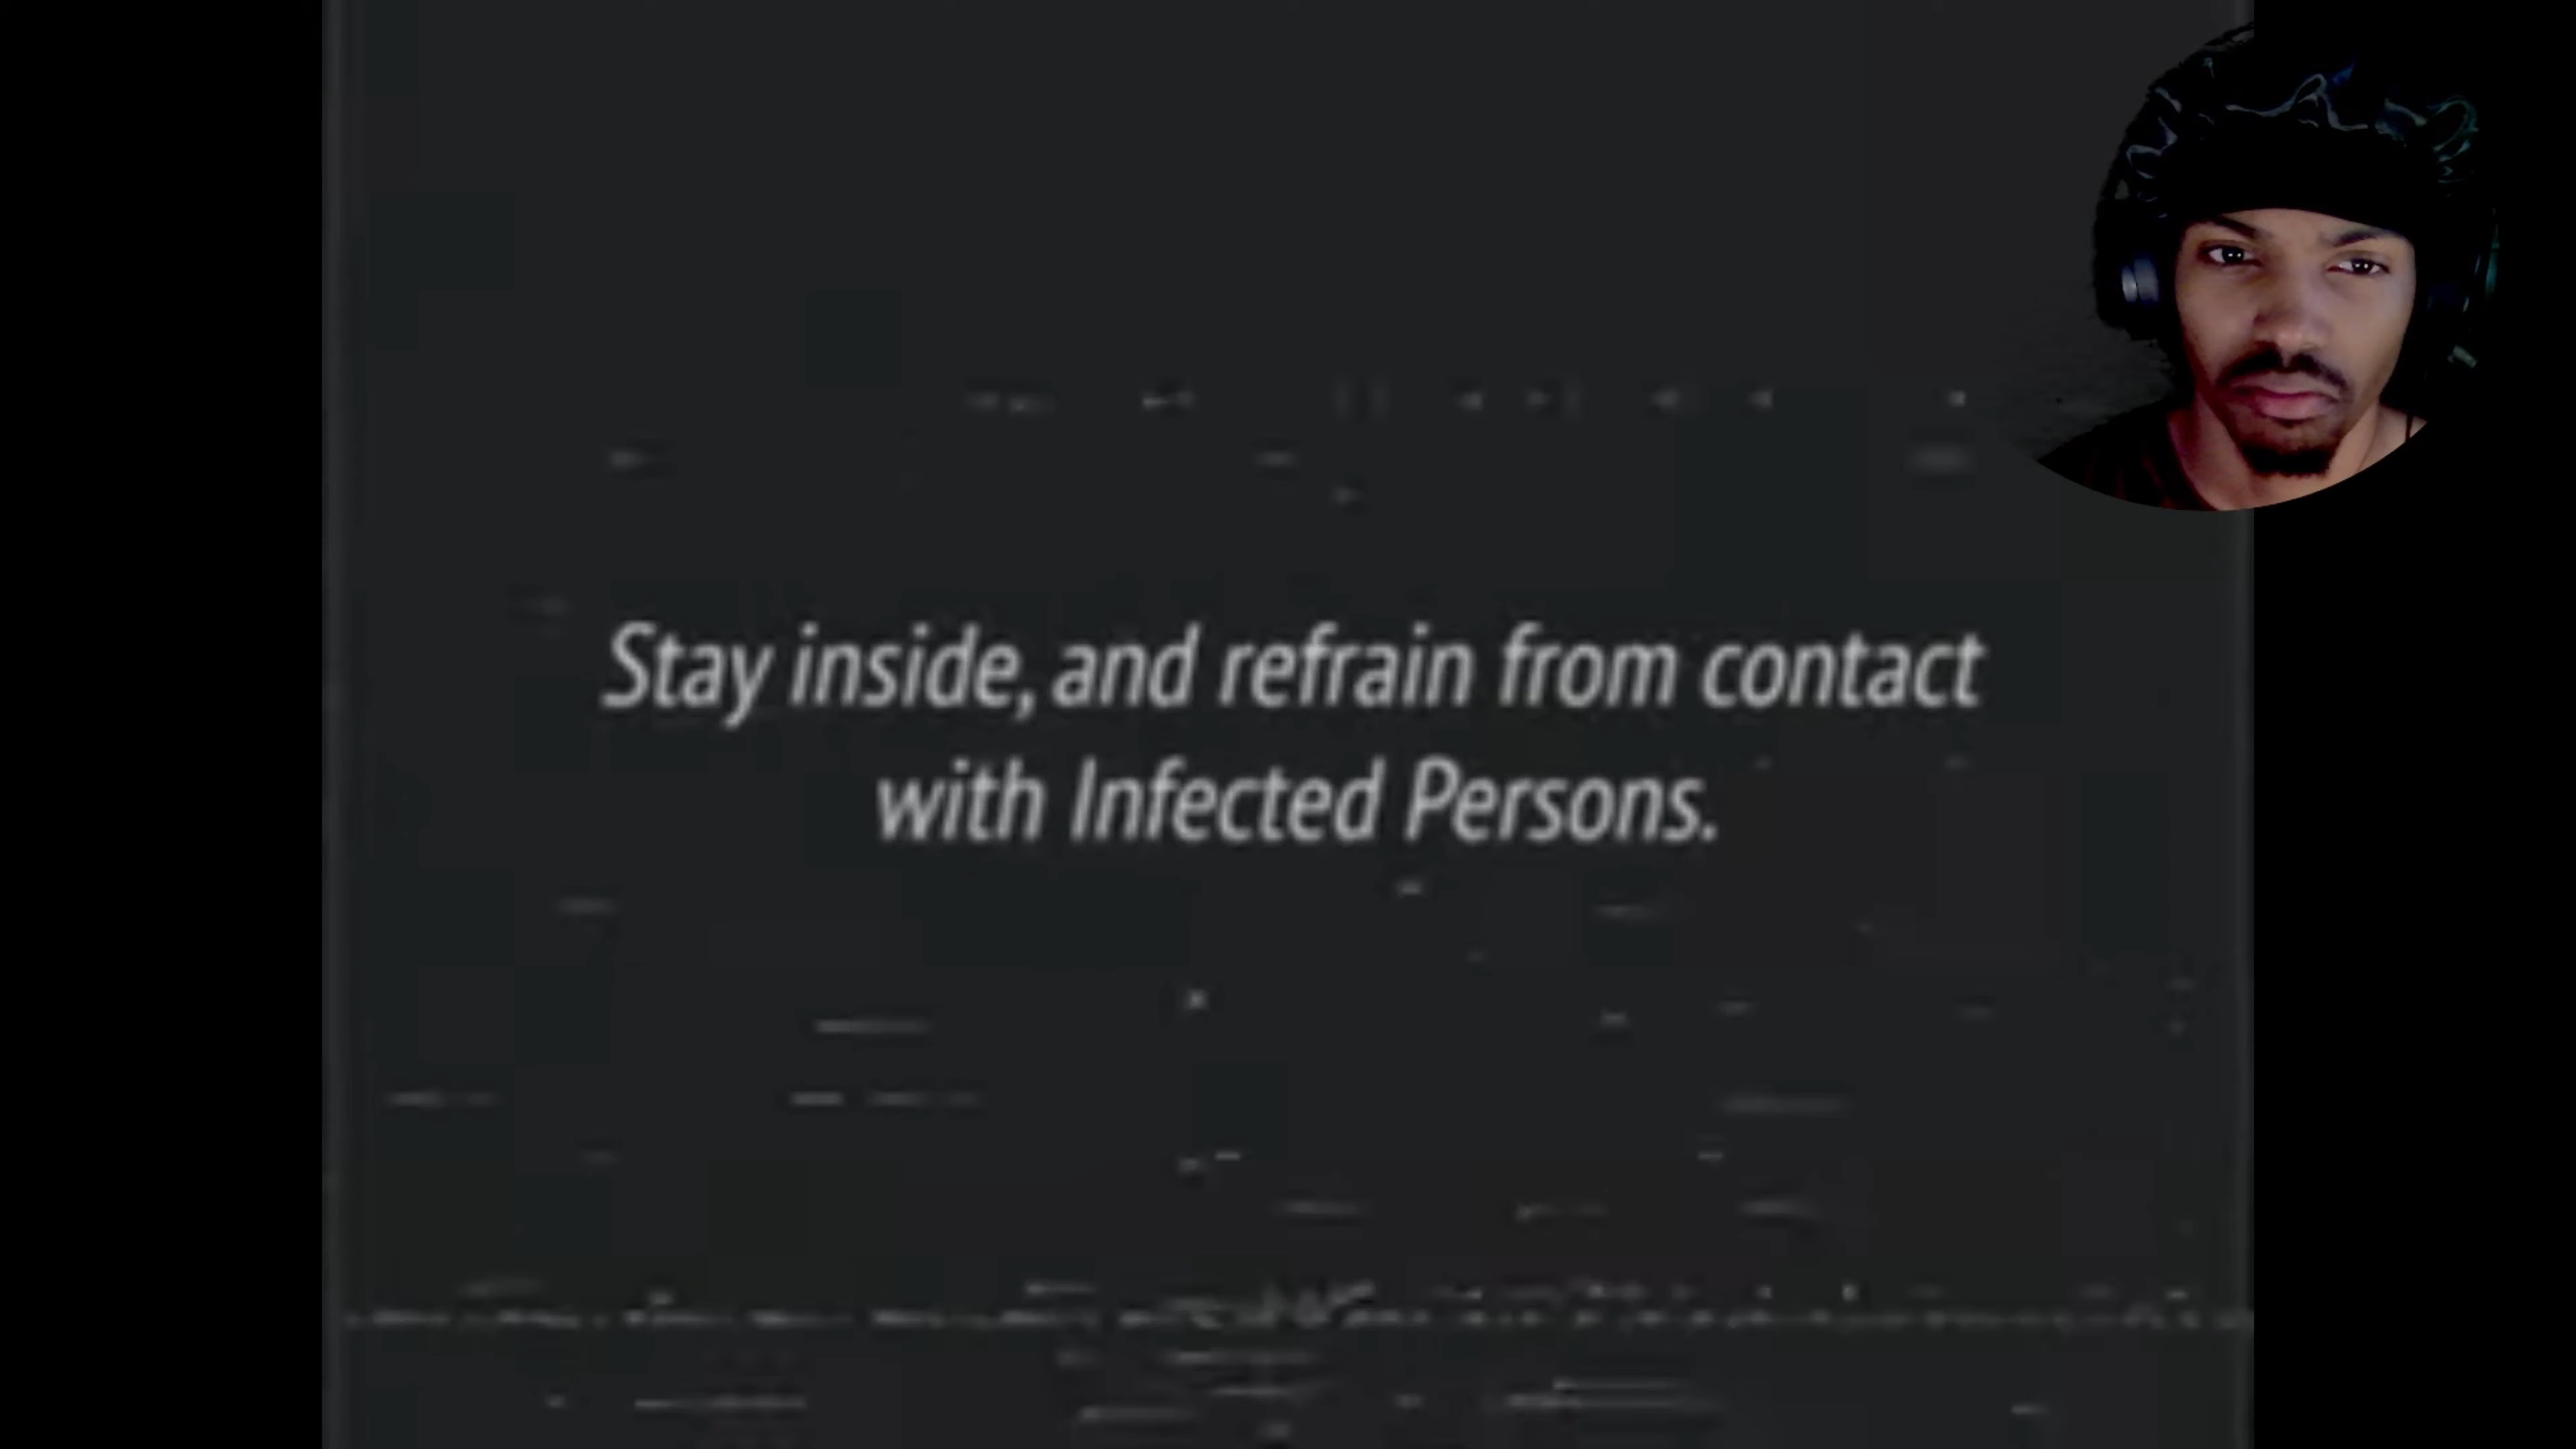 Stay inside, and refrain from contact
with Infected Persons.